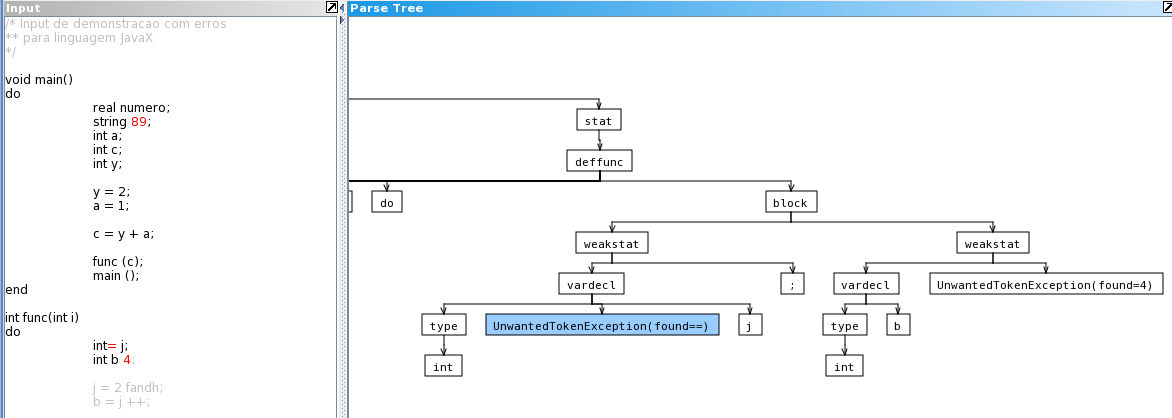 Input
/* Input de demonstracao com erros
** para linguagem JavaX
*/
void main()
do
real numero;
string 89;
int a;
int c;
int y;
y = 2;
a = 1;
c = y + a;
func (c);
main ();
end
int func(int i)
do
int= j;
int b 4;
j = 2 fandh;
b = j ++;
Parse Tree
stat
deffunc
do
block
weakstat
weakstat
vardecl
;
vardecl
UnwantedTokenException(found=4)
type
UnwantedTokenException(found==)
j
type
b
int
int